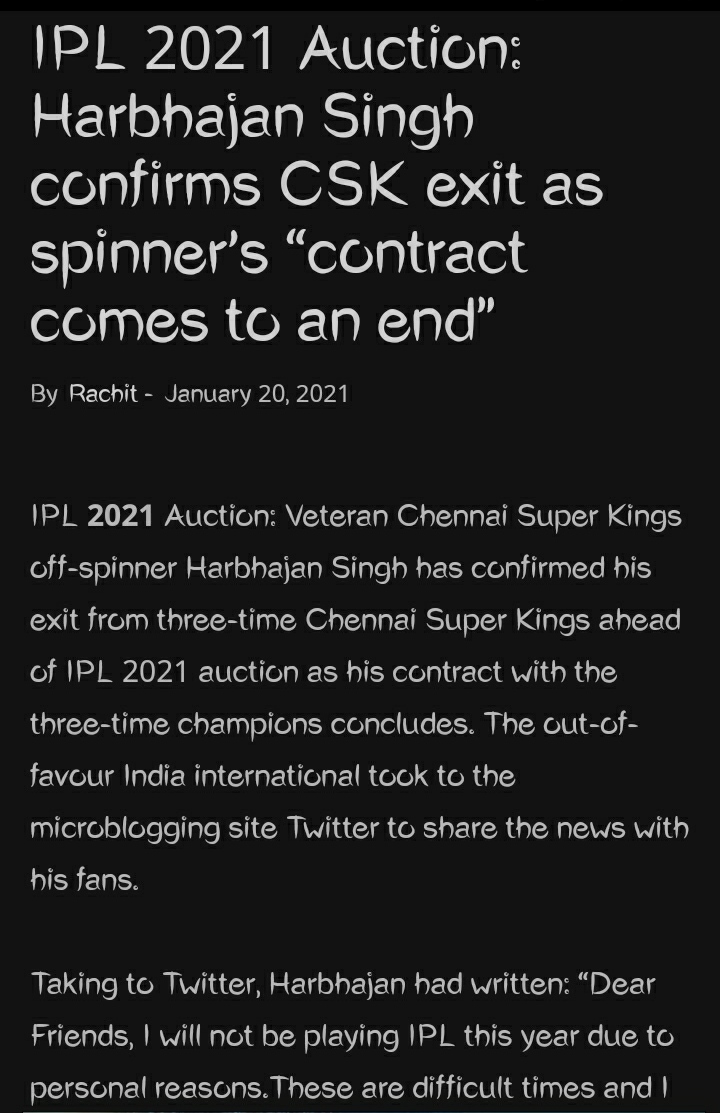 IPL 2021 Auction:
Harbhajan Singh
confirms CSK exit as
spinner's “contract
comes to an end”
By Rachit - January 20, 2021
IPL 2021 Auction: Veteran Chennai Super Kings
off-spinner Harbhajan Singh has confirmed his
exit from three-time Chennai Super Kings ahead
of IPL 2021 auction as his contract with the
three-time champions concludes. The out-of-
favour India international took to the
microblogging site Twitter to share the news with
his fans.
Taking to Twitter, Harbhajan had written: “Dear
Friends, I will not be playing IPL this year due to
personal reasons.These are difficult times and I